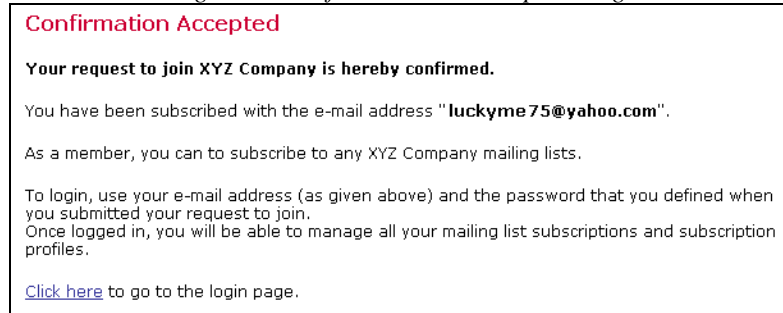 Confirmation Accepted
Your request to join XYZ Company is hereby confirmed.
You have been subscribed with the e-mail address "luckyme75@yahoo.com".
As a member, you can to subscribe to any XYZ Company mailing lists.
To login, use your e-mail address (as given above) and the password that you defined when
you submitted your request to join.
Once logged in, you will be able to manage all your mailing list subscriptions and subscription
profiles.
Click here to go to the login page.